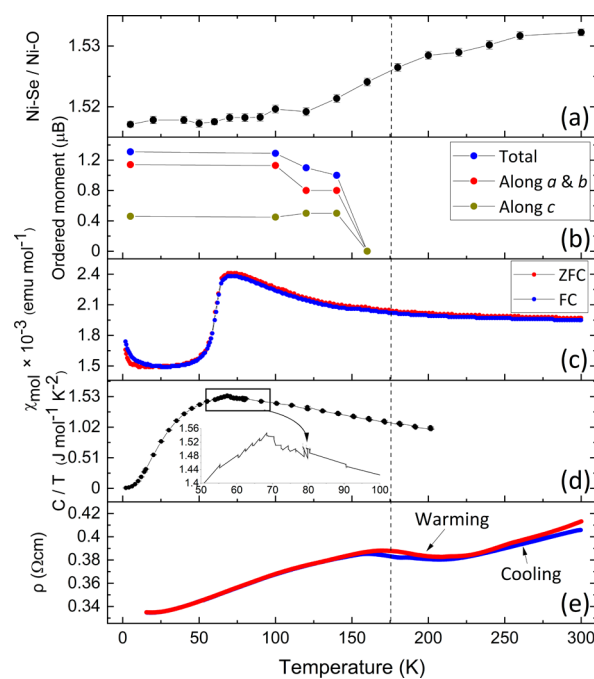 Ni-Se / Ni-O
1.53
1.52
(a)
Ordered moment (μB)
1.2
0.8
0.4
0
Total
Along a & b
Along c
(b)
χmol × 10⁻³ (emu mol⁻¹)
2.4
2.1
1.8
1.5
ZFC
FC
(c)
C / T (J mol⁻¹ K⁻²)
1.53
1.02
0.51
0
1.56
1.52
1.48
1.44
1.4
50 60 70 80 90 100
(d)
ρ (Ωcm)
0.42
0.40
0.38
0.36
0.34
Warming
Cooling
(e)
0 50 100 150 200 250 300
Temperature (K)